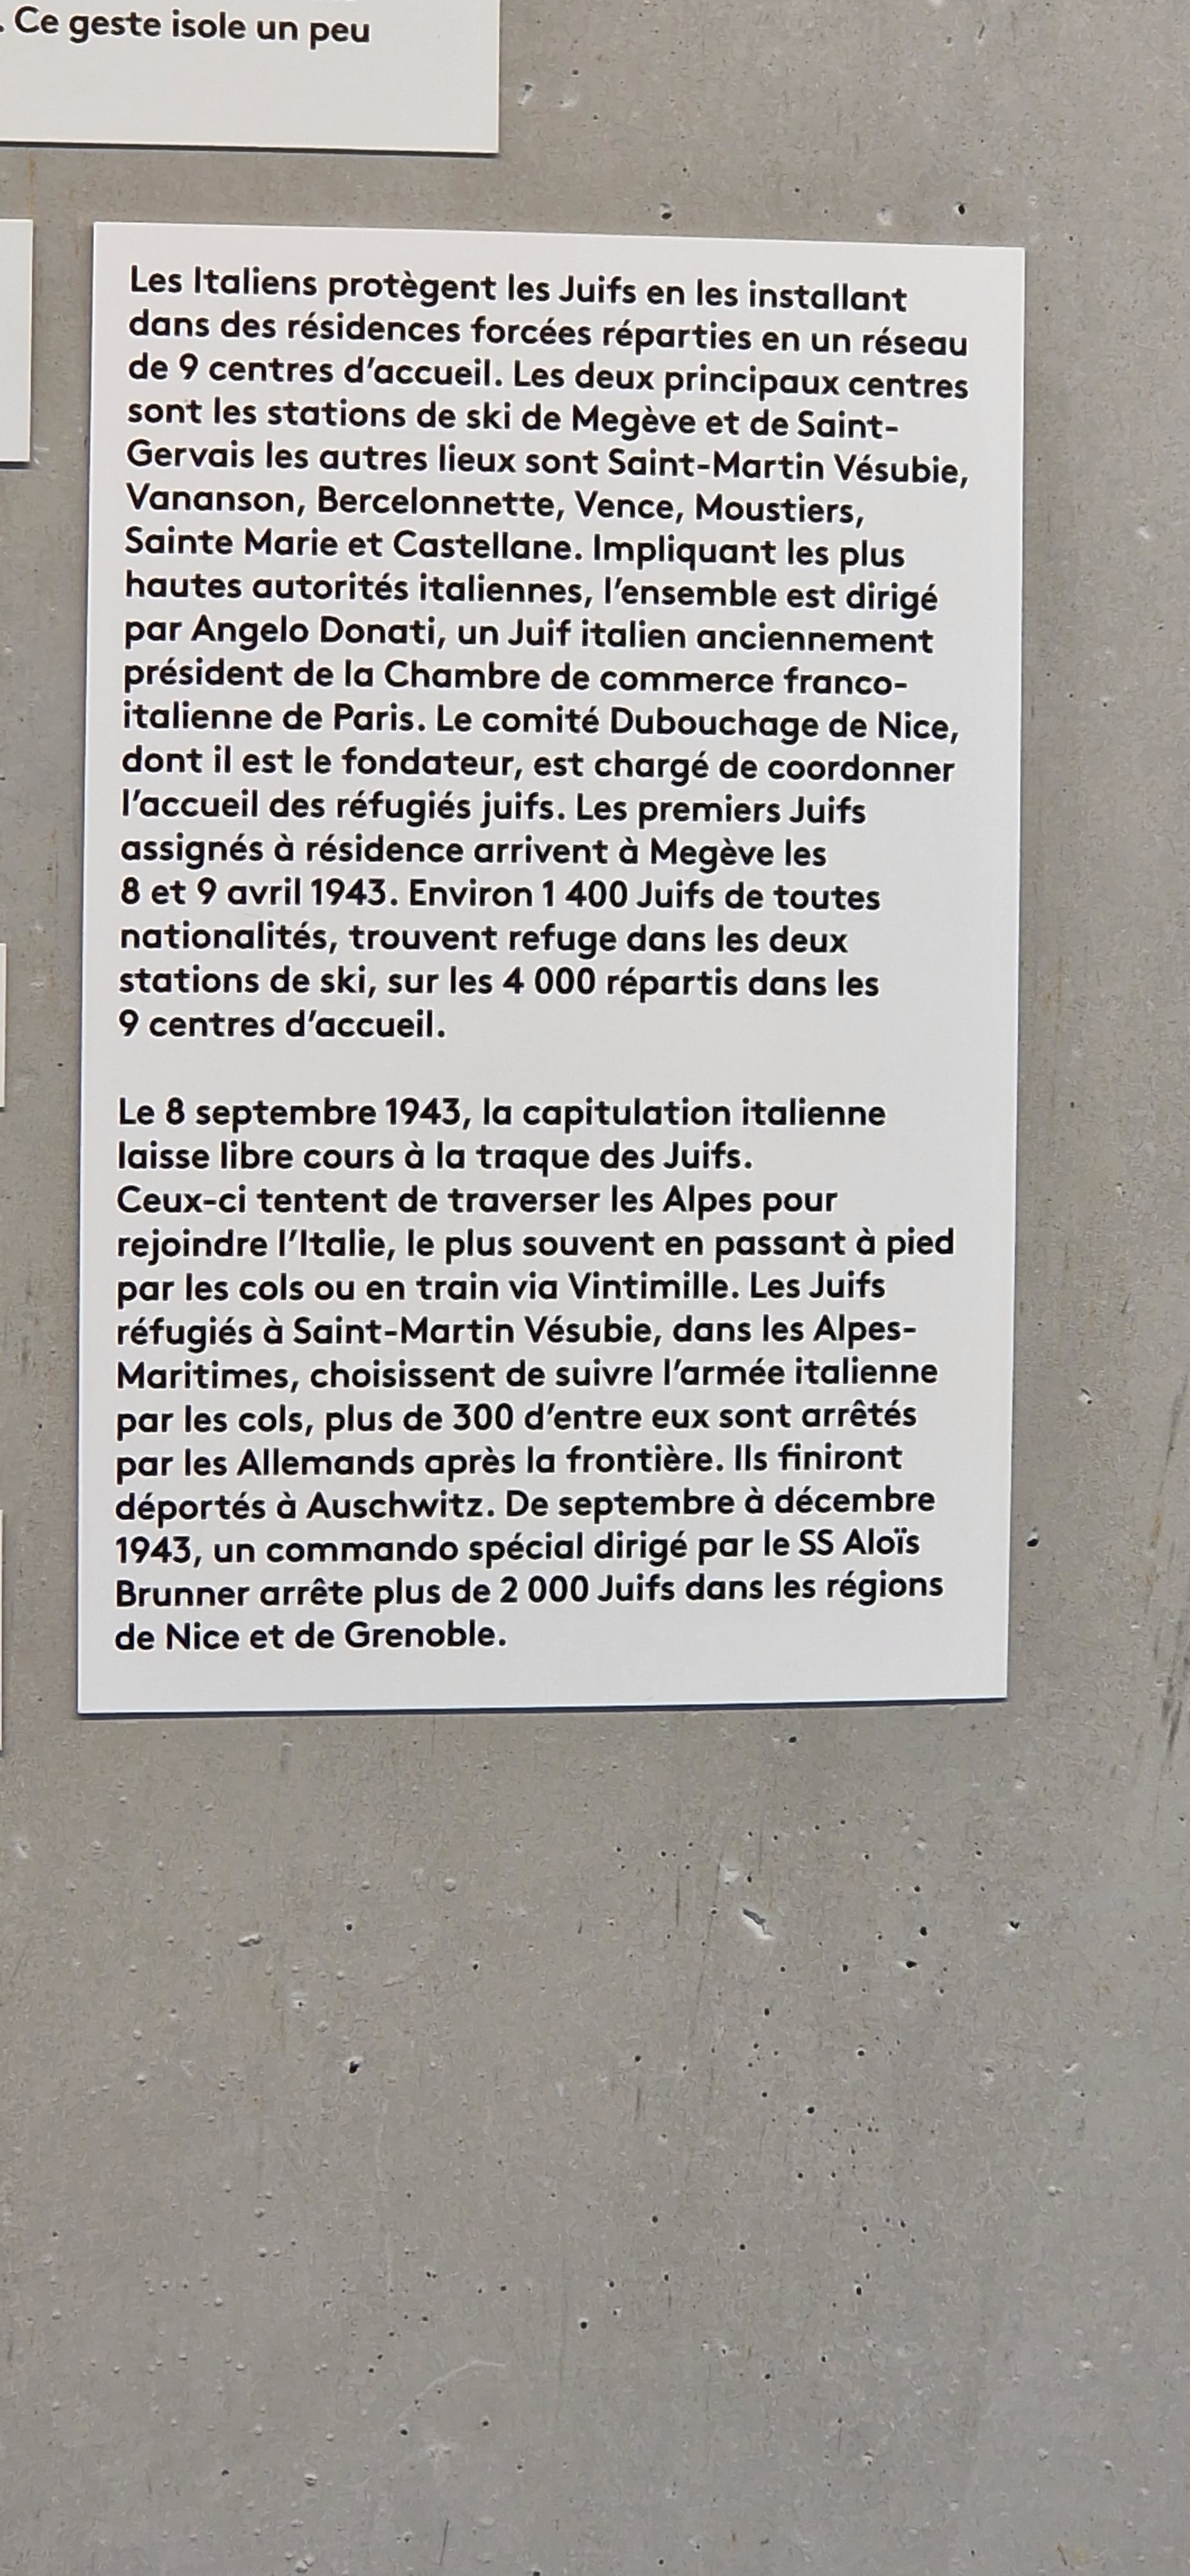 . Ce geste isole un peu
Les Italiens protègent les Juifs en les installant
dans des résidences forcées réparties en un réseau
de 9 centres d’accueil. Les deux principaux centres
sont les stations de ski de Megève et de Saint-
Gervais les autres lieux sont Saint-Martin Vésubie,
Vananson, Bercelonnette, Vence, Moustiers,
Sainte Marie et Castellane. Impliquant les plus
hautes autorités italiennes, l’ensemble est dirigé
par Angelo Donati, un Juif italien anciennement
président de la Chambre de commerce franco-
italienne de Paris. Le comité Dubouchage de Nice,
dont il est le fondateur, est chargé de coordonner
l’accueil des réfugiés juifs. Les premiers Juifs
assignés à résidence arrivent à Megève les
8 et 9 avril 1943. Environ 1 400 Juifs de toutes
nationalités, trouvent refuge dans les deux
stations de ski, sur les 4 000 répartis dans les
9 centres d’accueil.
Le 8 septembre 1943, la capitulation italienne
laisse libre cours à la traque des Juifs.
Ceux-ci tentent de traverser les Alpes pour
rejoindre l’Italie, le plus souvent en passant à pied
par les cols ou en train via Vintimille. Les Juifs
réfugiés à Saint-Martin Vésubie, dans les Alpes-
Maritimes, choisissent de suivre l’armée italienne
par les cols, plus de 300 d’entre eux sont arrêtés
par les Allemands après la frontière. Ils finiront
déportés à Auschwitz. De septembre à décembre
1943, un commando spécial dirigé par le SS Aloïs
Brunner arrête plus de 2 000 Juifs dans les régions
de Nice et de Grenoble.